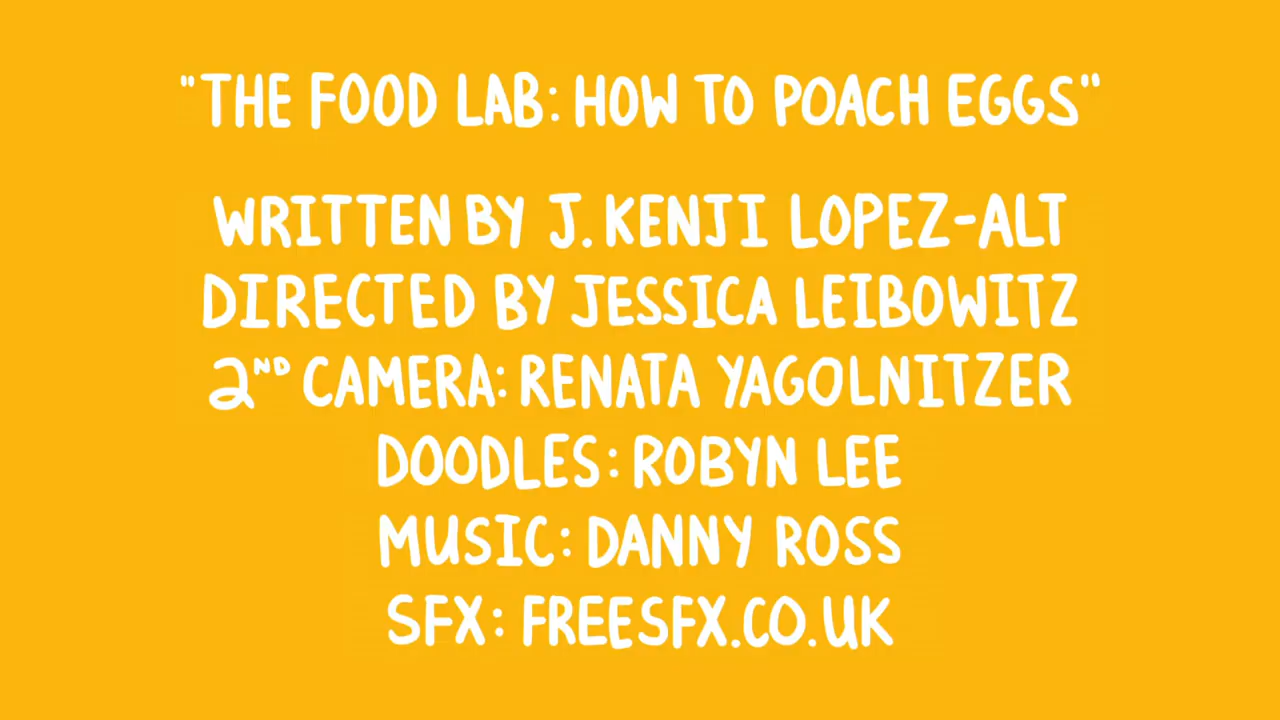 "THE FOOD LAB: HOW TO POACH EGGS"
WRITTEN BY J. KENJI LOPEZ-ALT
DIRECTED BY JESSICA LEIBOWITZ
2ND CAMERA: RENATA YAGOLNITZER
DOODLES: ROBYN LEE
MUSIC: DANNY ROSS
SFX: FREESFX.CO.UK